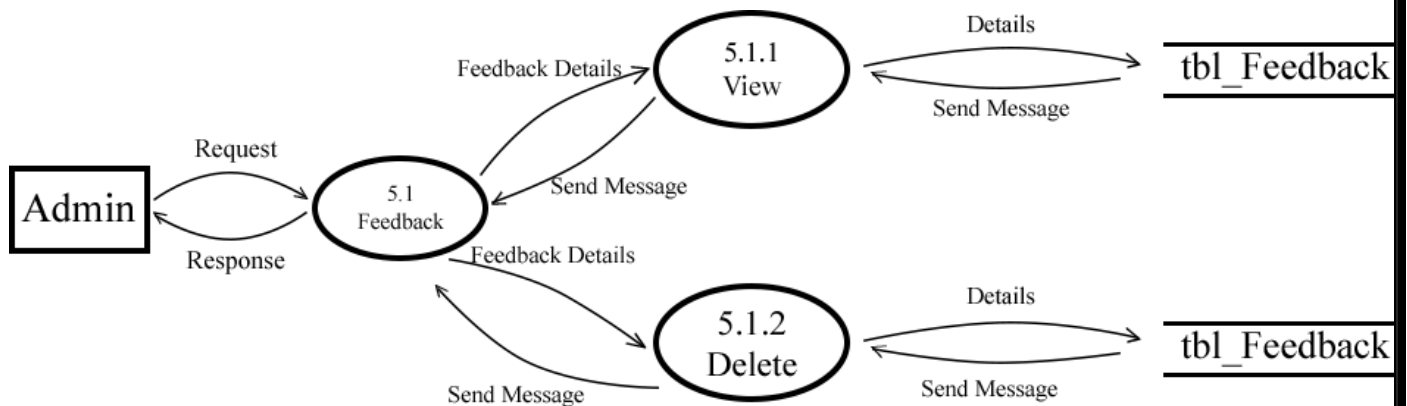 Details
5.1.1
View
tbl_Feedback
Feedback Details
Send Message
Request
Send Message
Admin
5.1
Feedback
Response
Feedback Details
Details
5.1.2
Delete
tbl_Feedback
Send Message
Send Message